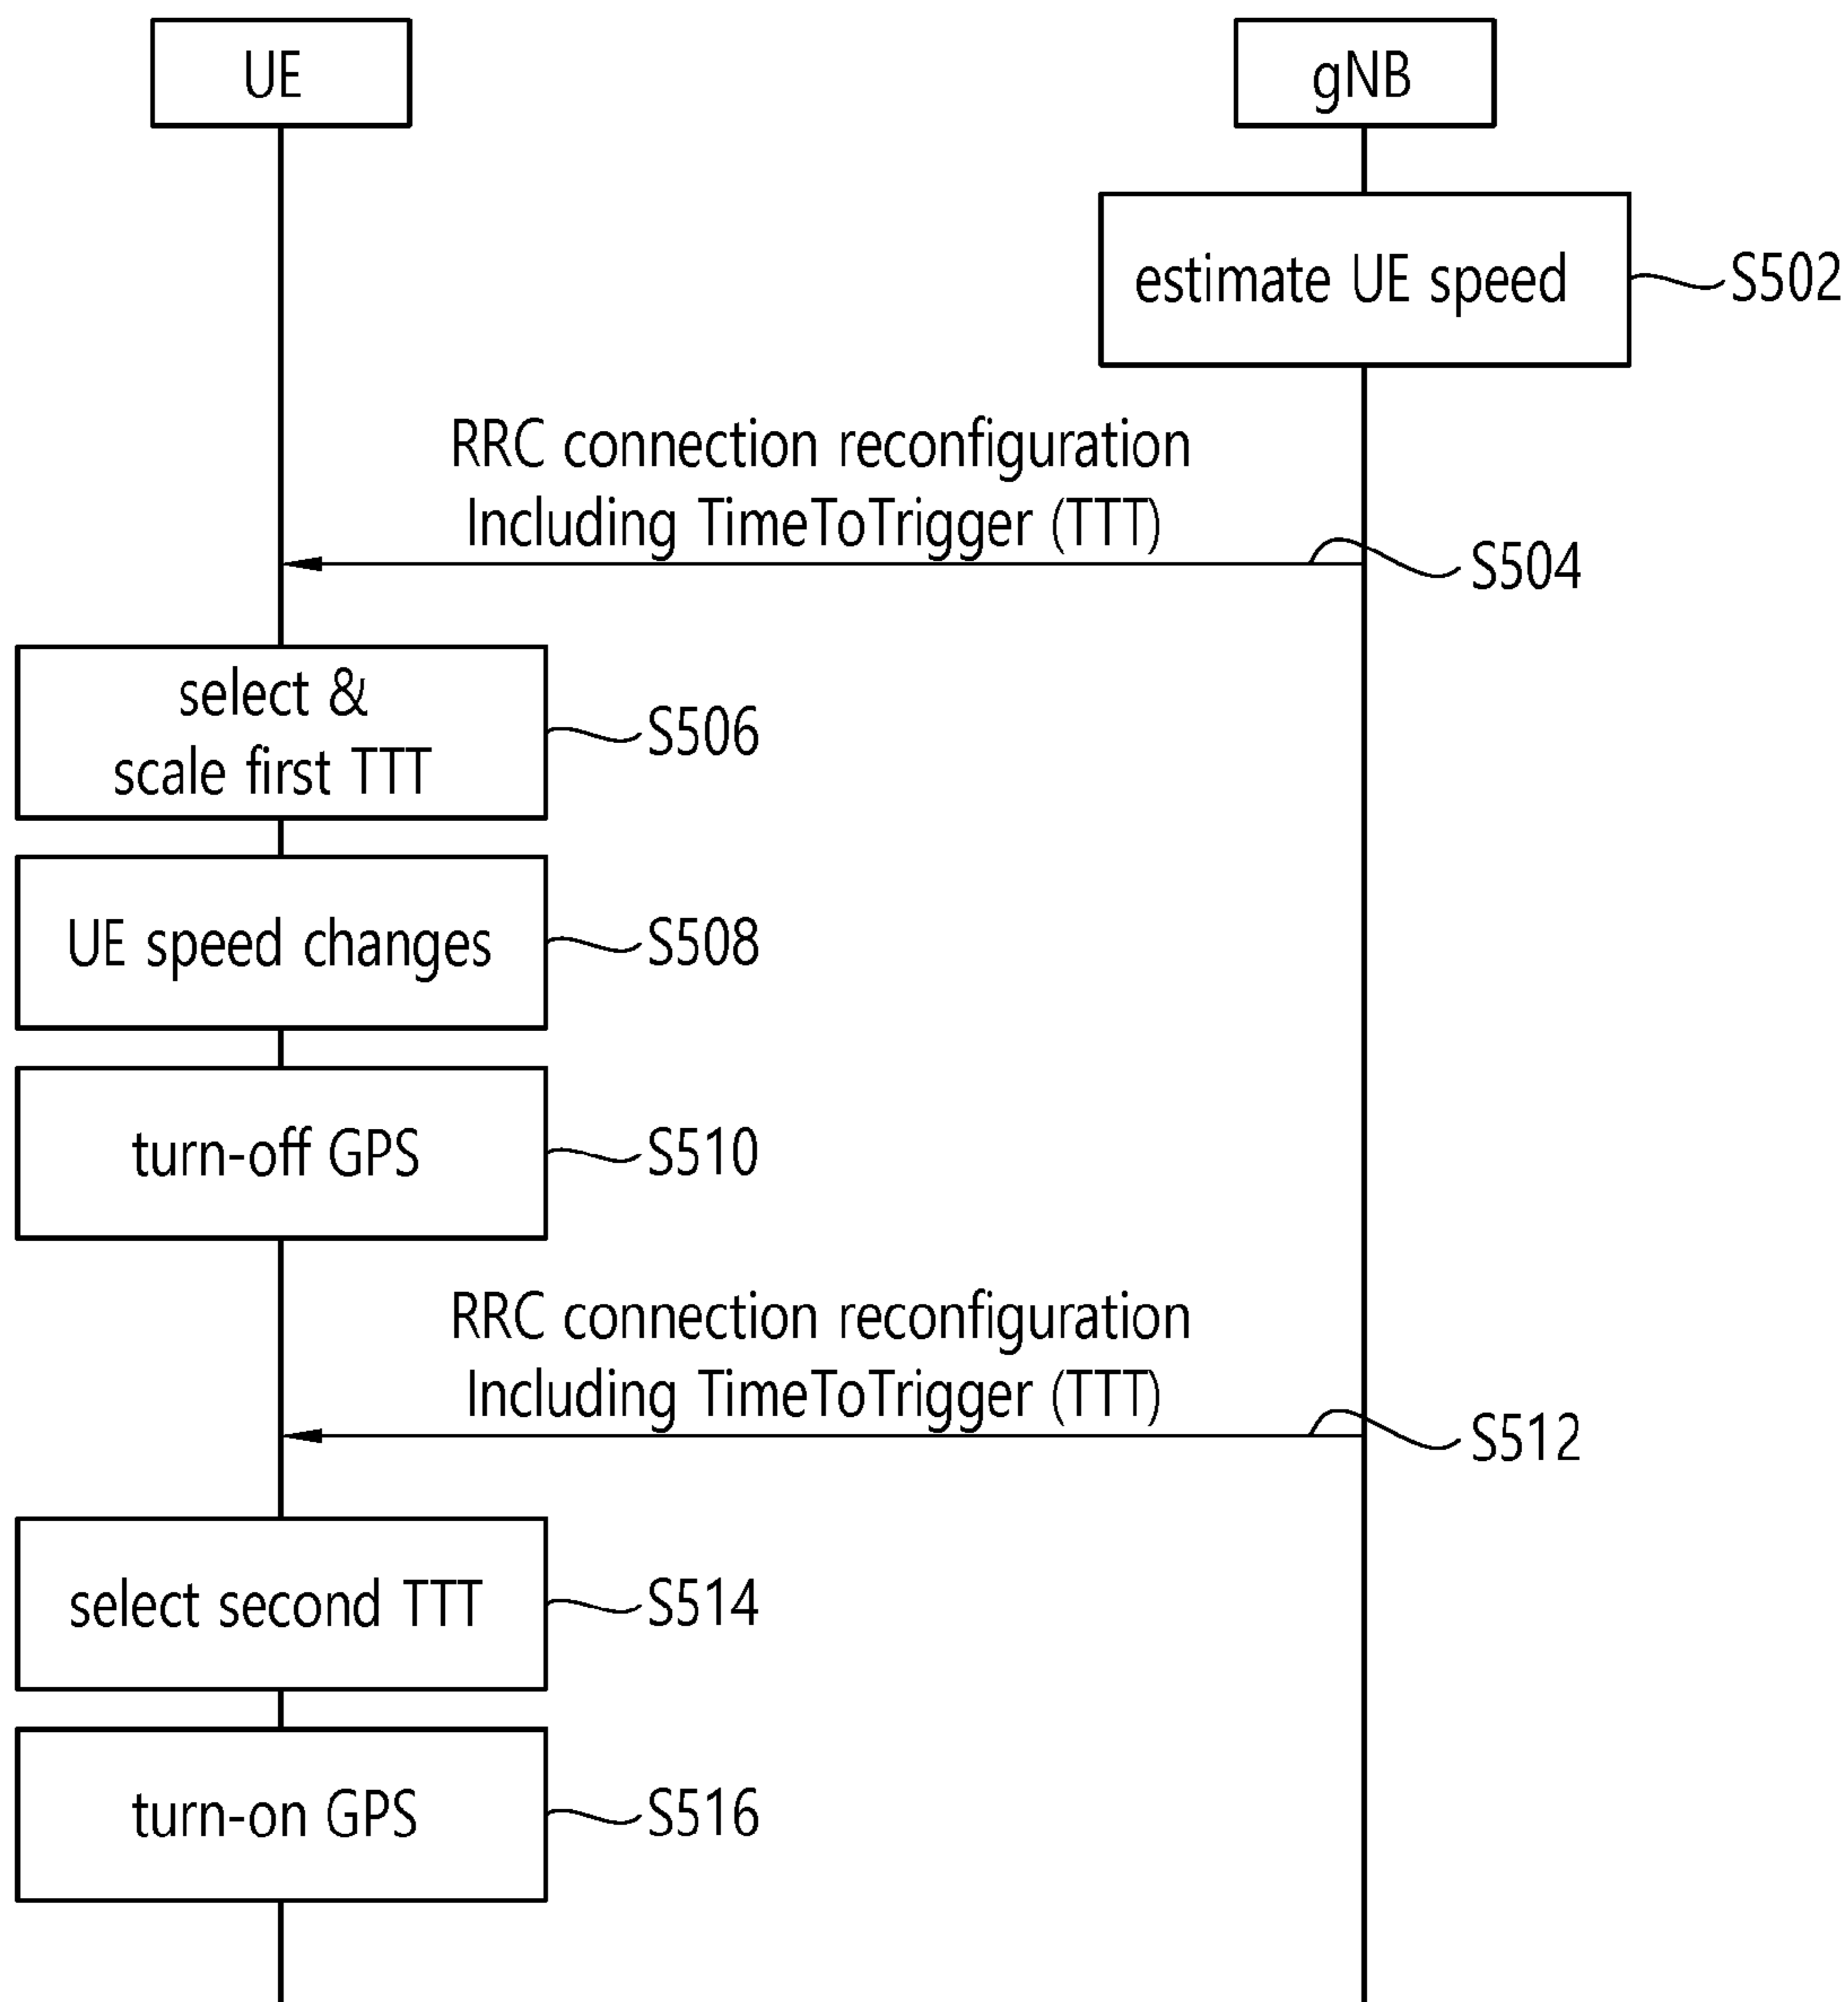 UE
gNB
estimate UE speed
S502
RRC connection reconfiguration
Including TimeToTrigger (TTT)
S504
select &
scale first TTT
S506
UE speed changes
S508
turn-off GPS
S510
RRC connection reconfiguration
Including TimeToTrigger (TTT)
S512
select second TTT
S514
turn-on GPS
S516